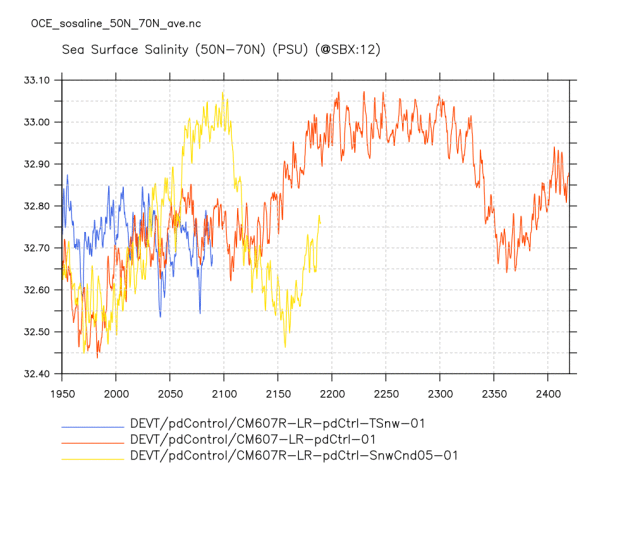 OCE_sosaline_50N_70N_ave.nc
Sea Surface Salinity (50N-70N) (PSU) (@SBX:12)
33.10
33.00
32.90
32.80
32.70
32.60
32.50
32.40
1950 2000 2050 2100 2150 2200 2250 2300 2350 2400
DEVT/pdControl/CM607R-LR-pdCtrl-TSnw-01
DEVT/pdControl/CM607-LR-pdCtrl-01
DEVT/pdControl/CM607R-LR-pdCtrl-SnwCnd05-01